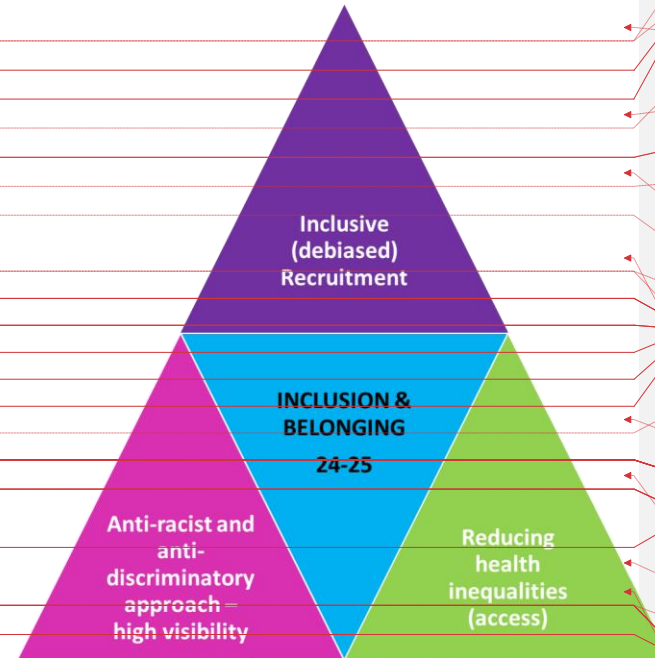 Inclusive
(debiased)
Recruitment
INCLUSION &
BELONGING
24-25
Anti-racist and
anti-
discriminatory
approach –
high visibility
Reducing
health
inequalities
(access)